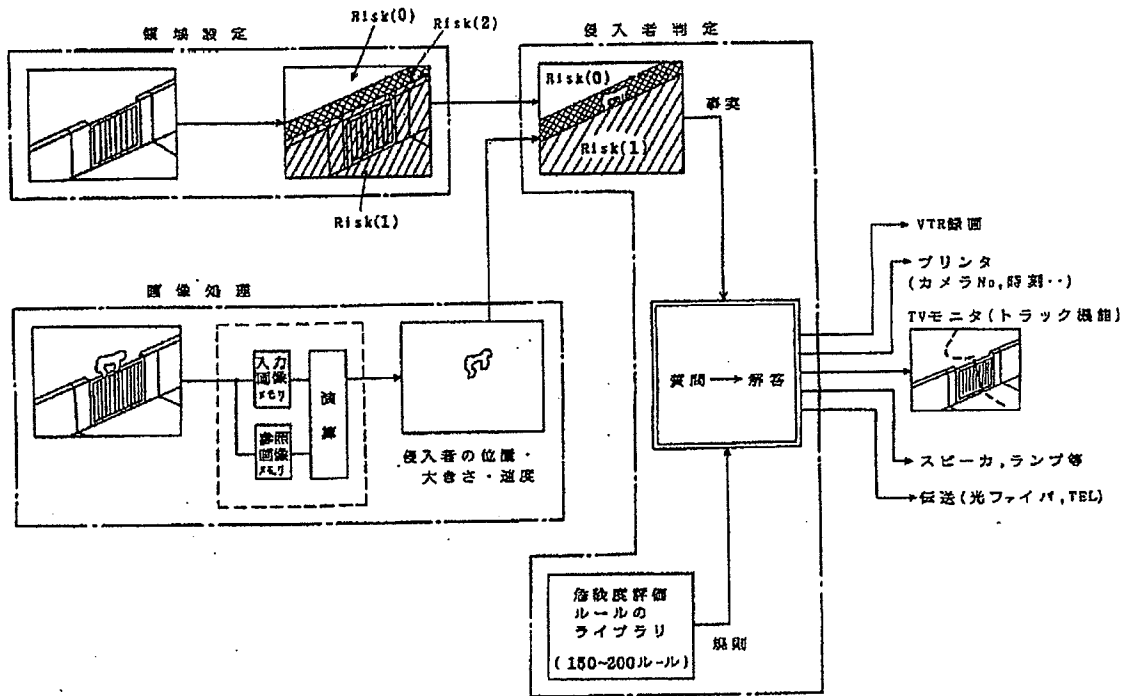 領域設定
Risk(0)
Risk(2)
Risk(1)
侵入者判定
Risk(0)
Risk(1)
事実
画像処理
入力
画像
メモリ
参照
画像
メモリ
演
算
侵入者の位置・
大きさ・速度
質問→解答
VTR録画
プリンタ
(カメラNo,時刻‥)
TVモニタ(トラック機能)
スピーカ,ランプ等
伝送(光ファイバ,TEL)
危険度評価
ルールの
ライブラリ
(150~200ルール)
規則